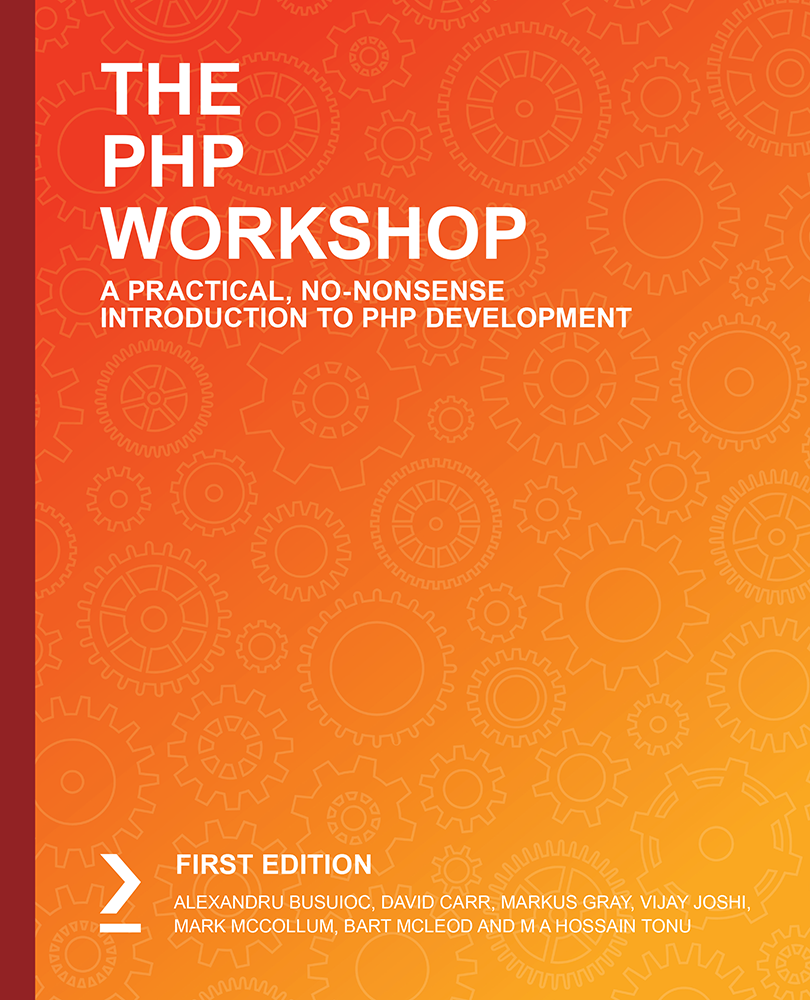 THE
PHP
WORKSHOP
A PRACTICAL, NO-NONSENSE
INTRODUCTION TO PHP DEVELOPMENT
FIRST EDITION
ALEXANDRU BUSUIOC, DAVID CARR, MARKUS GRAY, VIJAY JOSHI,
MARK MCCOLLUM, BART MCLEOD AND M A HOSSAIN TONU